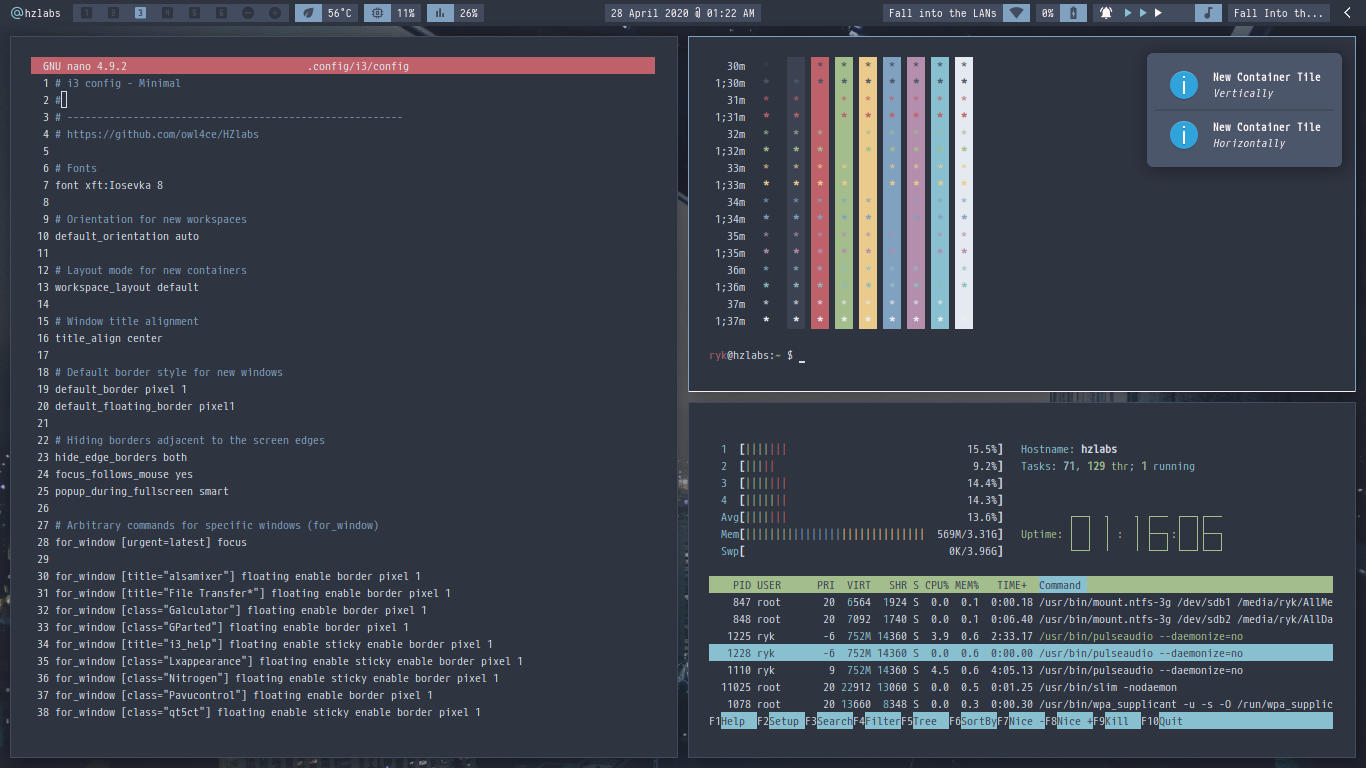 @hzlabs 1 2 3 4 5 6 56°C 11% 26% 28 April 2020 @ 01:22 AM Fall into the LANs 0% Fall Into th...
GNU nano 4.9.2 .config/i3/config
1 # i3 config - Minimal
2 #
3 # --------------------------------------------------------
4 # https://github.com/owl4ce/HZlabs
5
6 # Fonts
7 font xft:Iosevka 8
8
9 # Orientation for new workspaces
10 default_orientation auto
11
12 # Layout mode for new containers
13 workspace_layout default
14
15 # Window title alignment
16 title_align center
17
18 # Default border style for new windows
19 default_border pixel 1
20 default_floating_border pixel1
21
22 # Hiding borders adjacent to the screen edges
23 hide_edge_borders both
24 focus_follows_mouse yes
25 popup_during_fullscreen smart
26
27 # Arbitrary commands for specific windows (for_window)
28 for_window [urgent=latest] focus
29
30 for_window [title="alsamixer"] floating enable border pixel 1
31 for_window [title="File Transfer*"] floating enable border pixel 1
32 for_window [class="Galculator"] floating enable border pixel 1
33 for_window [class="GParted"] floating enable border pixel 1
34 for_window [title="i3_help"] floating enable sticky enable border pixel 1
35 for_window [class="Lxappearance"] floating enable sticky enable border pixel 1
36 for_window [class="Nitrogen"] floating enable sticky enable border pixel 1
37 for_window [class="Pavucontrol"] floating enable border pixel 1
38 for_window [class="qt5ct"] floating enable sticky enable border pixel 1
30m * * * * * * * *
1;30m * * * * * * * *
31m * * * * * * * *
1;31m * * * * * * * *
32m * * * * * * * *
1;32m * * * * * * * *
33m * * * * * * * *
1;33m * * * * * * * *
34m * * * * * * * *
1;34m * * * * * * * *
35m * * * * * * * *
1;35m * * * * * * * *
36m * * * * * * * *
1;36m * * * * * * * *
37m * * * * * * * *
1;37m * * * * * * * *
ryk@hzlabs:~ $ _
New Container Tile
Vertically
New Container Tile
Horizontally
1 [||||||| 15.5%] Hostname: hzlabs
2 [||||| 9.2%] Tasks: 71, 129 thr; 1 running
3 [||||||| 14.4%]
4 [||||||| 14.3%]
Avg[||||||| 13.6%]
Mem[|||||||||||||||||||||||||||||| 569M/3.31G] Uptime: 01:16:06
Swp[ 0K/3.96G]
PID USER PRI VIRT SHR S CPU% MEM% TIME+ Command
847 root 20 6564 1924 S 0.0 0.1 0:00.18 /usr/bin/mount.ntfs-3g /dev/sdb1 /media/ryk/AllMe
848 root 20 7092 1740 S 0.0 0.1 0:06.40 /usr/bin/mount.ntfs-3g /dev/sdb2 /media/ryk/AllDa
1225 ryk -6 752M 14360 S 3.9 0.6 2:33.17 /usr/bin/pulseaudio --daemonize=no
1228 ryk -6 752M 14360 S 0.0 0.6 0:00.00 /usr/bin/pulseaudio --daemonize=no
1110 ryk 9 752M 14360 S 4.5 0.6 4:05.13 /usr/bin/pulseaudio --daemonize=no
11025 root 20 22912 13060 S 0.0 0.5 0:01.25 /usr/bin/slim -nodaemon
1078 root 20 13660 8348 S 0.0 0.3 0:00.30 /usr/bin/wpa_supplicant -u -s -O /run/wpa_supplic
F1Help F2Setup F3SearchF4FilterF5Tree F6SortByF7Nice -F8Nice +F9Kill F10Quit